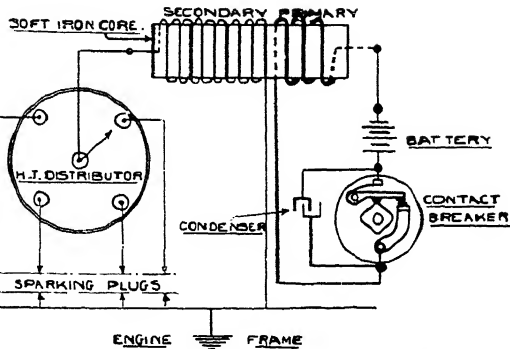 SECONDARY PRIMARY
SOFT IRON CORE.
BATTERY
H.T. DISTRIBUTOR
CONTACT
BREAKER
CONDENSER
SPARKING PLUGS
ENGINE FRAME